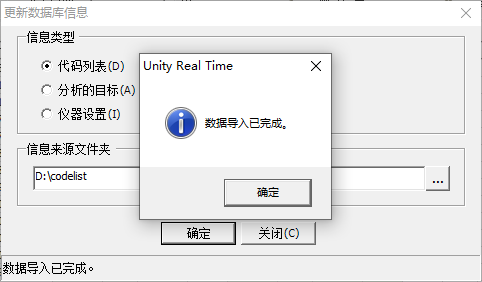 更新数据库信息
信息类型
代码列表(D)
分析的目标(A)
仪器设置(I)
Unity Real Time
数据导入已完成。
确定
信息来源文件夹
D:\codelist
...
确定
关闭(C)
数据导入已完成。